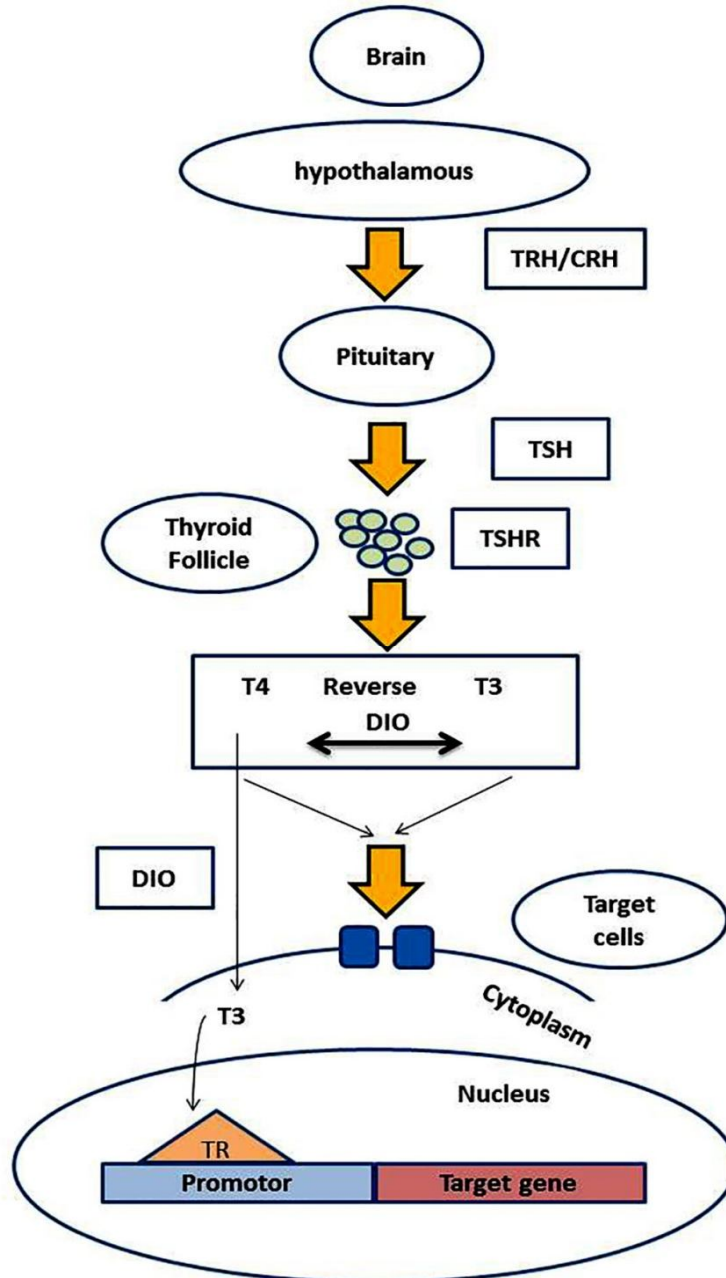 Brain
hypothalamous
TRH/CRH
Pituitary
TSH
Thyroid
Follicle
TSHR
T4 Reverse T3
DIO
DIO
Target
cells
Cytoplasm
T3
Nucleus
TR
Promotor Target gene